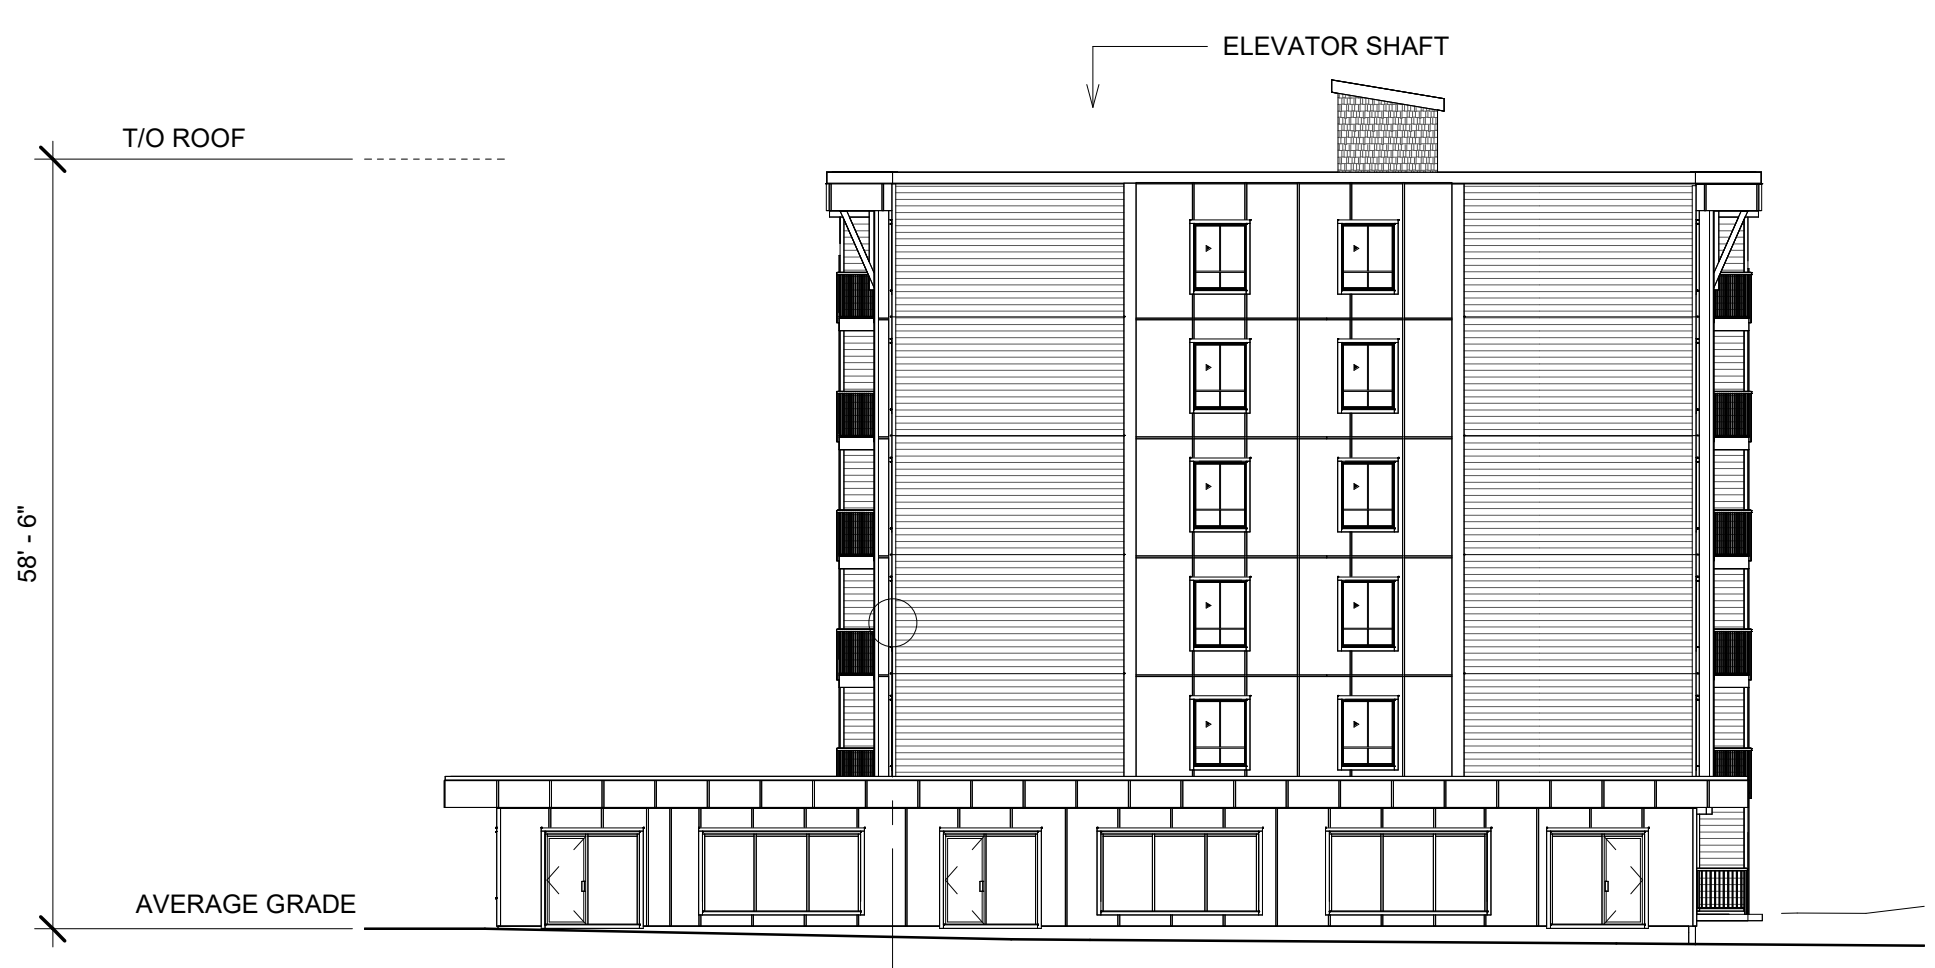 ELEVATOR SHAFT
T/O ROOF
58' - 6"
AVERAGE GRADE